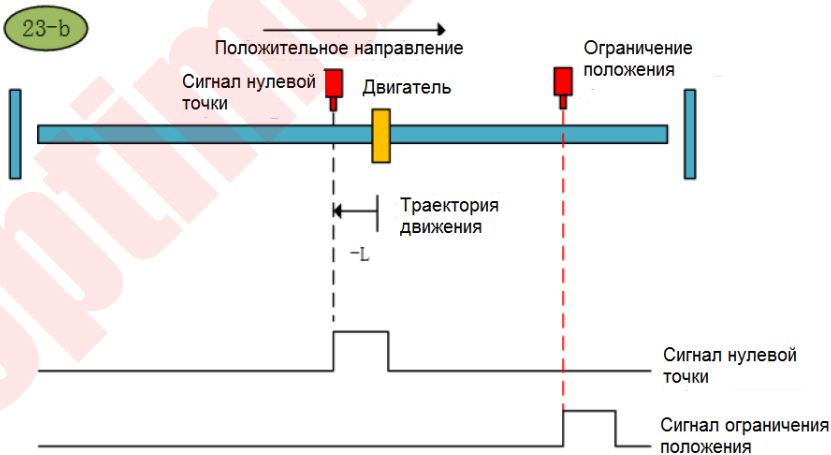 23-b
Положительное направление
Ограничение
положения
Сигнал нулевой
точки
Двигатель
Траектория
движения
-L
Сигнал нулевой
точки
Сигнал ограничения
положения